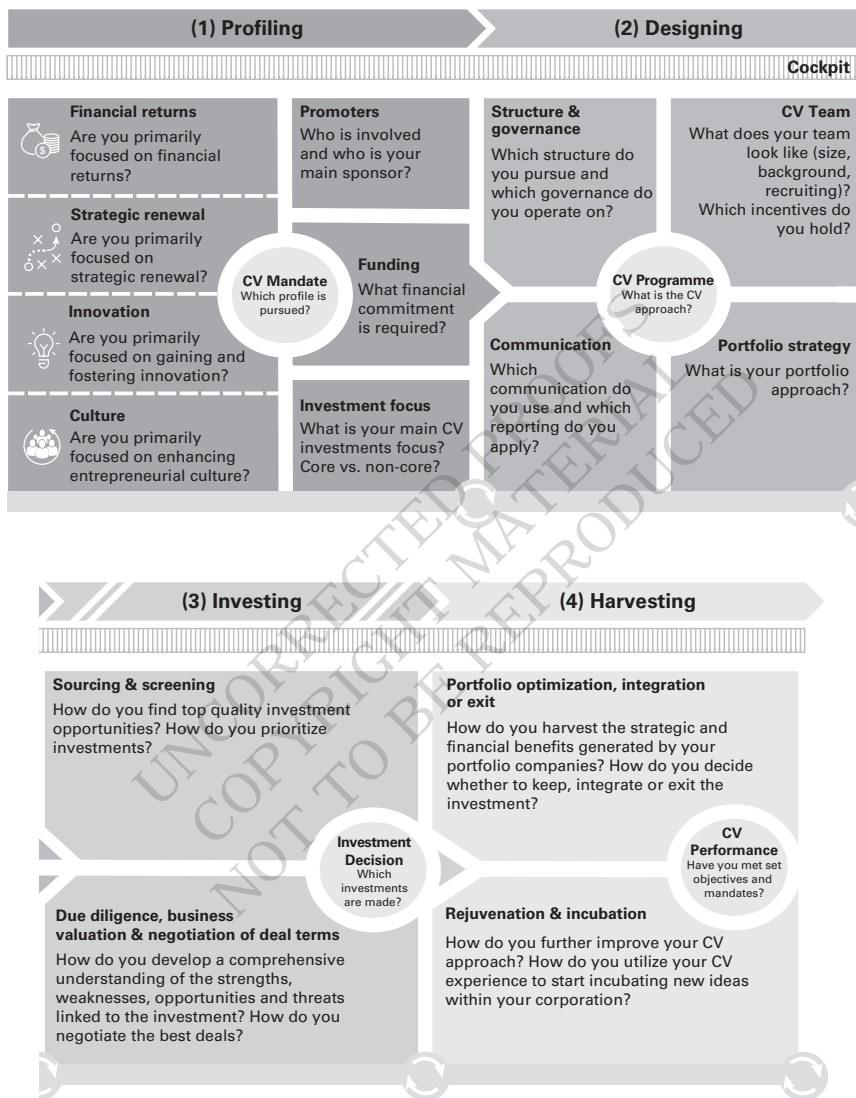 (1) Profiling
(2) Designing
Cockpit
Financial returns
Are you primarily
focused on financial
returns?
Strategic renewal
Are you primarily
focused on
strategic renewal?
Innovation
Are you primarily
focused on gaining and
fostering innovation?
Culture
Are you primarily
focused on enhancing
entrepreneurial culture?
CV Mandate
Which profile is
pursued?
Promoters
Who is involved
and who is your
main sponsor?
Funding
What financial
commitment
is required?
Investment focus
What is your main CV
investments focus?
Core vs. non-core?
Structure &
governance
Which structure do
you pursue and
which governance do
you operate on?
Communication
Which
communication do
you use and which
reporting do you
apply?
CV Programme
What is the CV
approach?
CV Team
What does your team
look like (size,
background,
recruiting)?
Which incentives do
you hold?
Portfolio strategy
What is your portfolio
approach?
(3) Investing
(4) Harvesting
Sourcing & screening
How do you find top quality investment
opportunities? How do you prioritize
investments?
Due diligence, business
valuation & negotiation of deal terms
How do you develop a comprehensive
understanding of the strengths,
weaknesses, opportunities and threats
linked to the investment? How do you
negotiate the best deals?
Investment
Decision
Which
investments
are made?
Portfolio optimization, integration
or exit
How do you harvest the strategic and
financial benefits generated by your
portfolio companies? How do you decide
whether to keep, integrate or exit the
investment?
Rejuvenation & incubation
How do you further improve your CV
approach? How do you utilize your CV
experience to start incubating new ideas
within your corporation?
CV
Performance
Have you met set
objectives and
mandates?
UNCORRECTED PROOFS
COPYRIGHT MATERIAL
NOT TO BE REPRODUCED